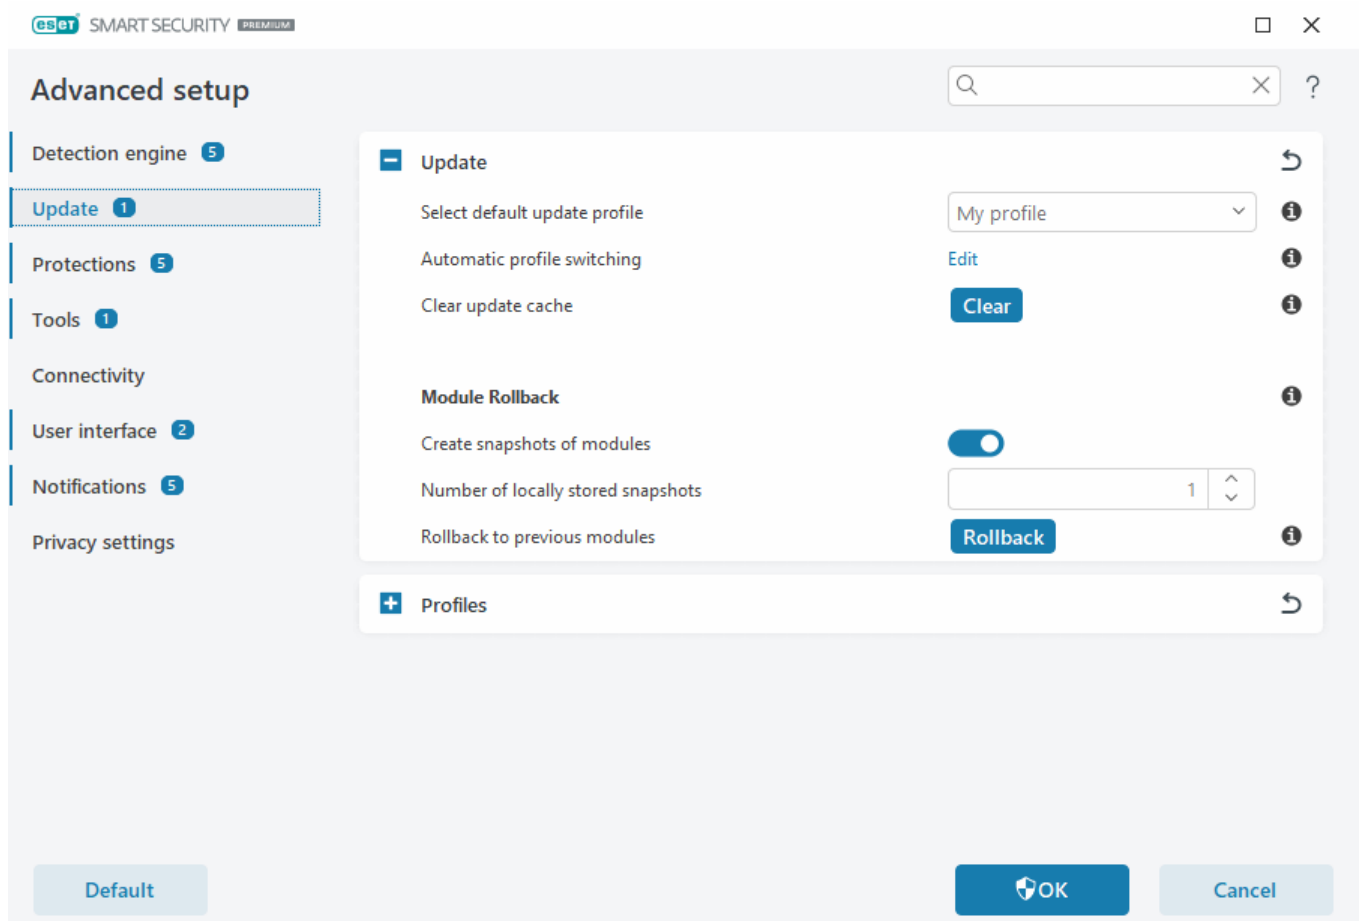 eset SMART SECURITY PREMIUM
Advanced setup
?
Detection engine 5
Update 1
Protections 5
Tools 1
Connectivity
User interface 2
Notifications 5
Privacy settings
Update
Select default update profile My profile
Automatic profile switching Edit
Clear update cache Clear
Module Rollback
Create snapshots of modules
Number of locally stored snapshots 1
Rollback to previous modules Rollback
Profiles
Default OK Cancel